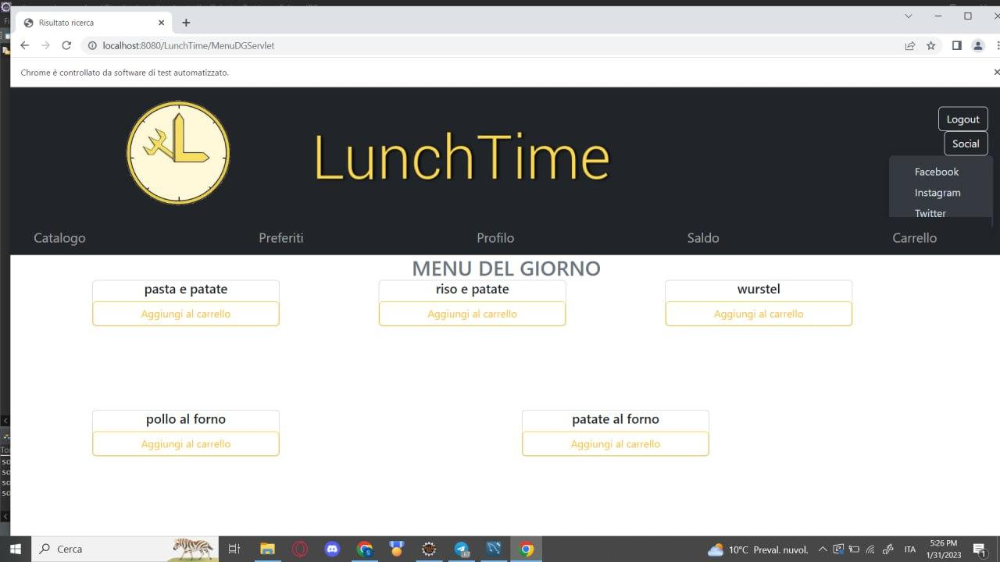 Risultato ricerca
localhost:8080/LunchTime/MenuDGServlet
Chrome è controllato da software di test automatizzato.
LunchTime
Logout
Social
Facebook
Instagram
Twitter
Catalogo Preferiti Profilo Saldo Carrello
MENU DEL GIORNO
pasta e patate riso e patate wurstel
Aggiungi al carrello Aggiungi al carrello Aggiungi al carrello
pollo al forno patate al forno
Aggiungi al carrello Aggiungi al carrello
Cerca
10°C Preval. nuvol.
ITA
5:26 PM
1/31/2023